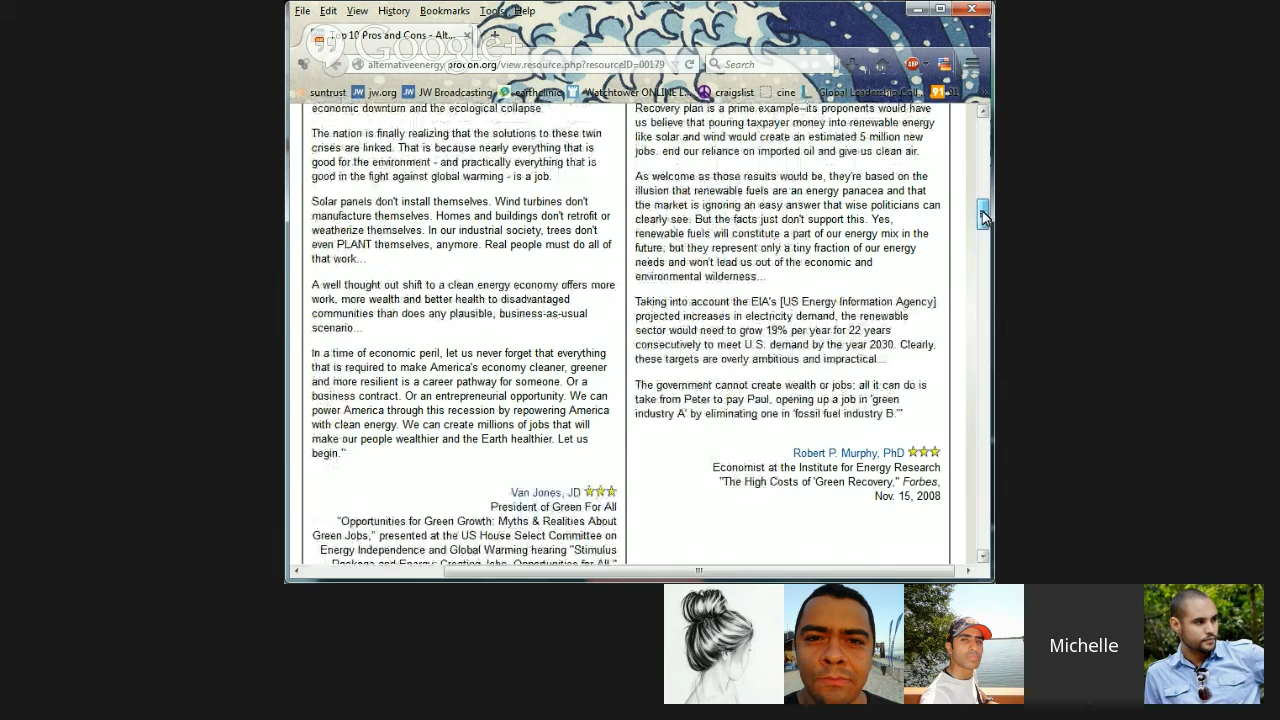 File Edit View History Bookmarks Tools Help
Google+
Top 10 Pros and Cons - Alt...
alternativeenergy.procon.org/view.resource.php?resourceID=00179
Search
suntrust jw.org JW Broadcasting earthclinic Watchtower ONLINE L... craigslist cine Global Leadership Call... 91 91
economic downturn and the ecological collapse.
The nation is finally realizing that the solutions to these twin
crises are linked. That is because nearly everything that is
good for the environment - and practically everything that is
good in the fight against global warming - is a job.
Solar panels don't install themselves. Wind turbines don't
manufacture themselves. Homes and buildings don't retrofit or
weatherize themselves. In our industrial society, trees don't
even PLANT themselves, anymore. Real people must do all of
that work...
A well thought out shift to a clean energy economy offers more
work, more wealth and better health to disadvantaged
communities than does any plausible, business-as-usual
scenario...
In a time of economic peril, let us never forget that everything
that is required to make America's economy cleaner, greener
and more resilient is a career pathway for someone. Or a
business contract. Or an entrepreneurial opportunity. We can
power America through this recession by repowering America
with clean energy. We can create millions of jobs that will
make our people wealthier and the Earth healthier. Let us
begin."
Van Jones, JD
President of Green For All
"Opportunities for Green Growth: Myths & Realities About
Green Jobs," presented at the US House Select Committee on
Energy Independence and Global Warming hearing "Stimulus
Package and Energy: Creating Jobs, Opportunities for All,"
Recovery plan is a prime example–its proponents would have
us believe that pouring taxpayer money into renewable energy
like solar and wind would create an estimated 5 million new
jobs, end our reliance on imported oil and give us clean air.
As welcome as those results would be, they're based on the
illusion that renewable fuels are an energy panacea and that
the market is ignoring an easy answer that wise politicians can
clearly see. But the facts just don't support this. Yes,
renewable fuels will constitute a part of our energy mix in the
future, but they represent only a tiny fraction of our energy
needs and won't lead us out of the economic and
environmental wilderness...
Taking into account the EIA's [US Energy Information Agency]
projected increases in electricity demand, the renewable
sector would need to grow 19% per year for 22 years
consecutively to meet U.S. demand by the year 2030. Clearly,
these targets are overly ambitious and impractical...
The government cannot create wealth or jobs; all it can do is
take from Peter to pay Paul, opening up a job in 'green
industry A' by eliminating one in 'fossil fuel industry B.'"
Robert P. Murphy, PhD
Economist at the Institute for Energy Research
"The High Costs of 'Green Recovery," Forbes,
Nov. 15, 2008
Michelle